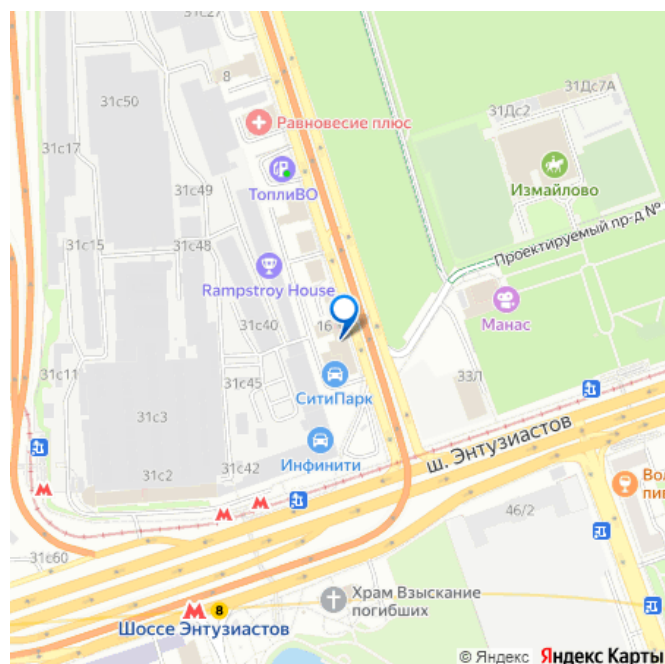 31с27
8
31с50
Равновесие плюс
31с17
ТоплиВО
31с49
31Дс7А
31Дс2
Измайлово
31с15
31с48
Проектируемый пр-д №
Rampstroy House
Манас
16
31с40
31с11
31с45
СитиПарк
33Л
31с3
Инфинити
ш. Энтузиастов
31с2
31с42
46/2
Вол
пив
31с60
8
Шоссе Энтузиастов
Храм Взыскание
погибших
© Яндекс Яндекс Карты